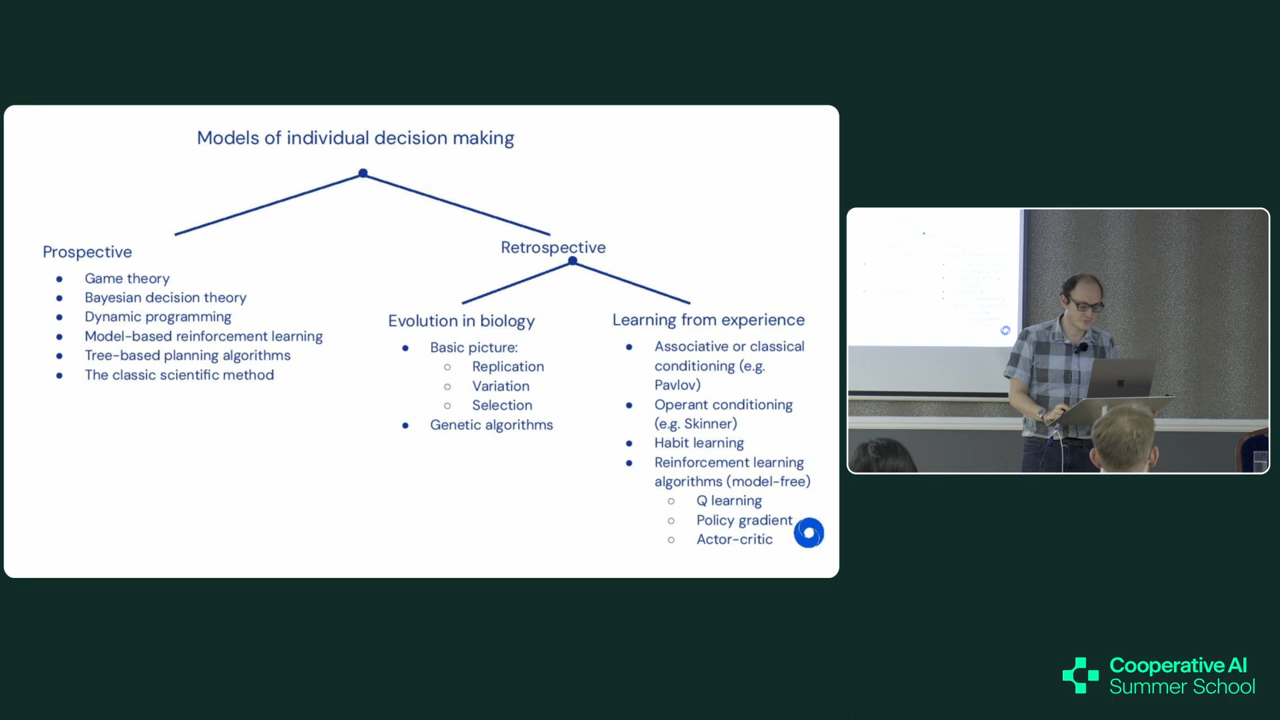 Models of individual decision making
Prospective
Game theory
Bayesian decision theory
Dynamic programming
Model-based reinforcement learning
Tree-based planning algorithms
The classic scientific method
Retrospective
Evolution in biology
Basic picture:
Replication
Variation
Selection
Genetic algorithms
Learning from experience
Associative or classical
conditioning (e.g.
Pavlov)
Operant conditioning
(e.g. Skinner)
Habit learning
Reinforcement learning
algorithms (model-free)
Q learning
Policy gradient
Actor-critic
Cooperative AI
Summer School